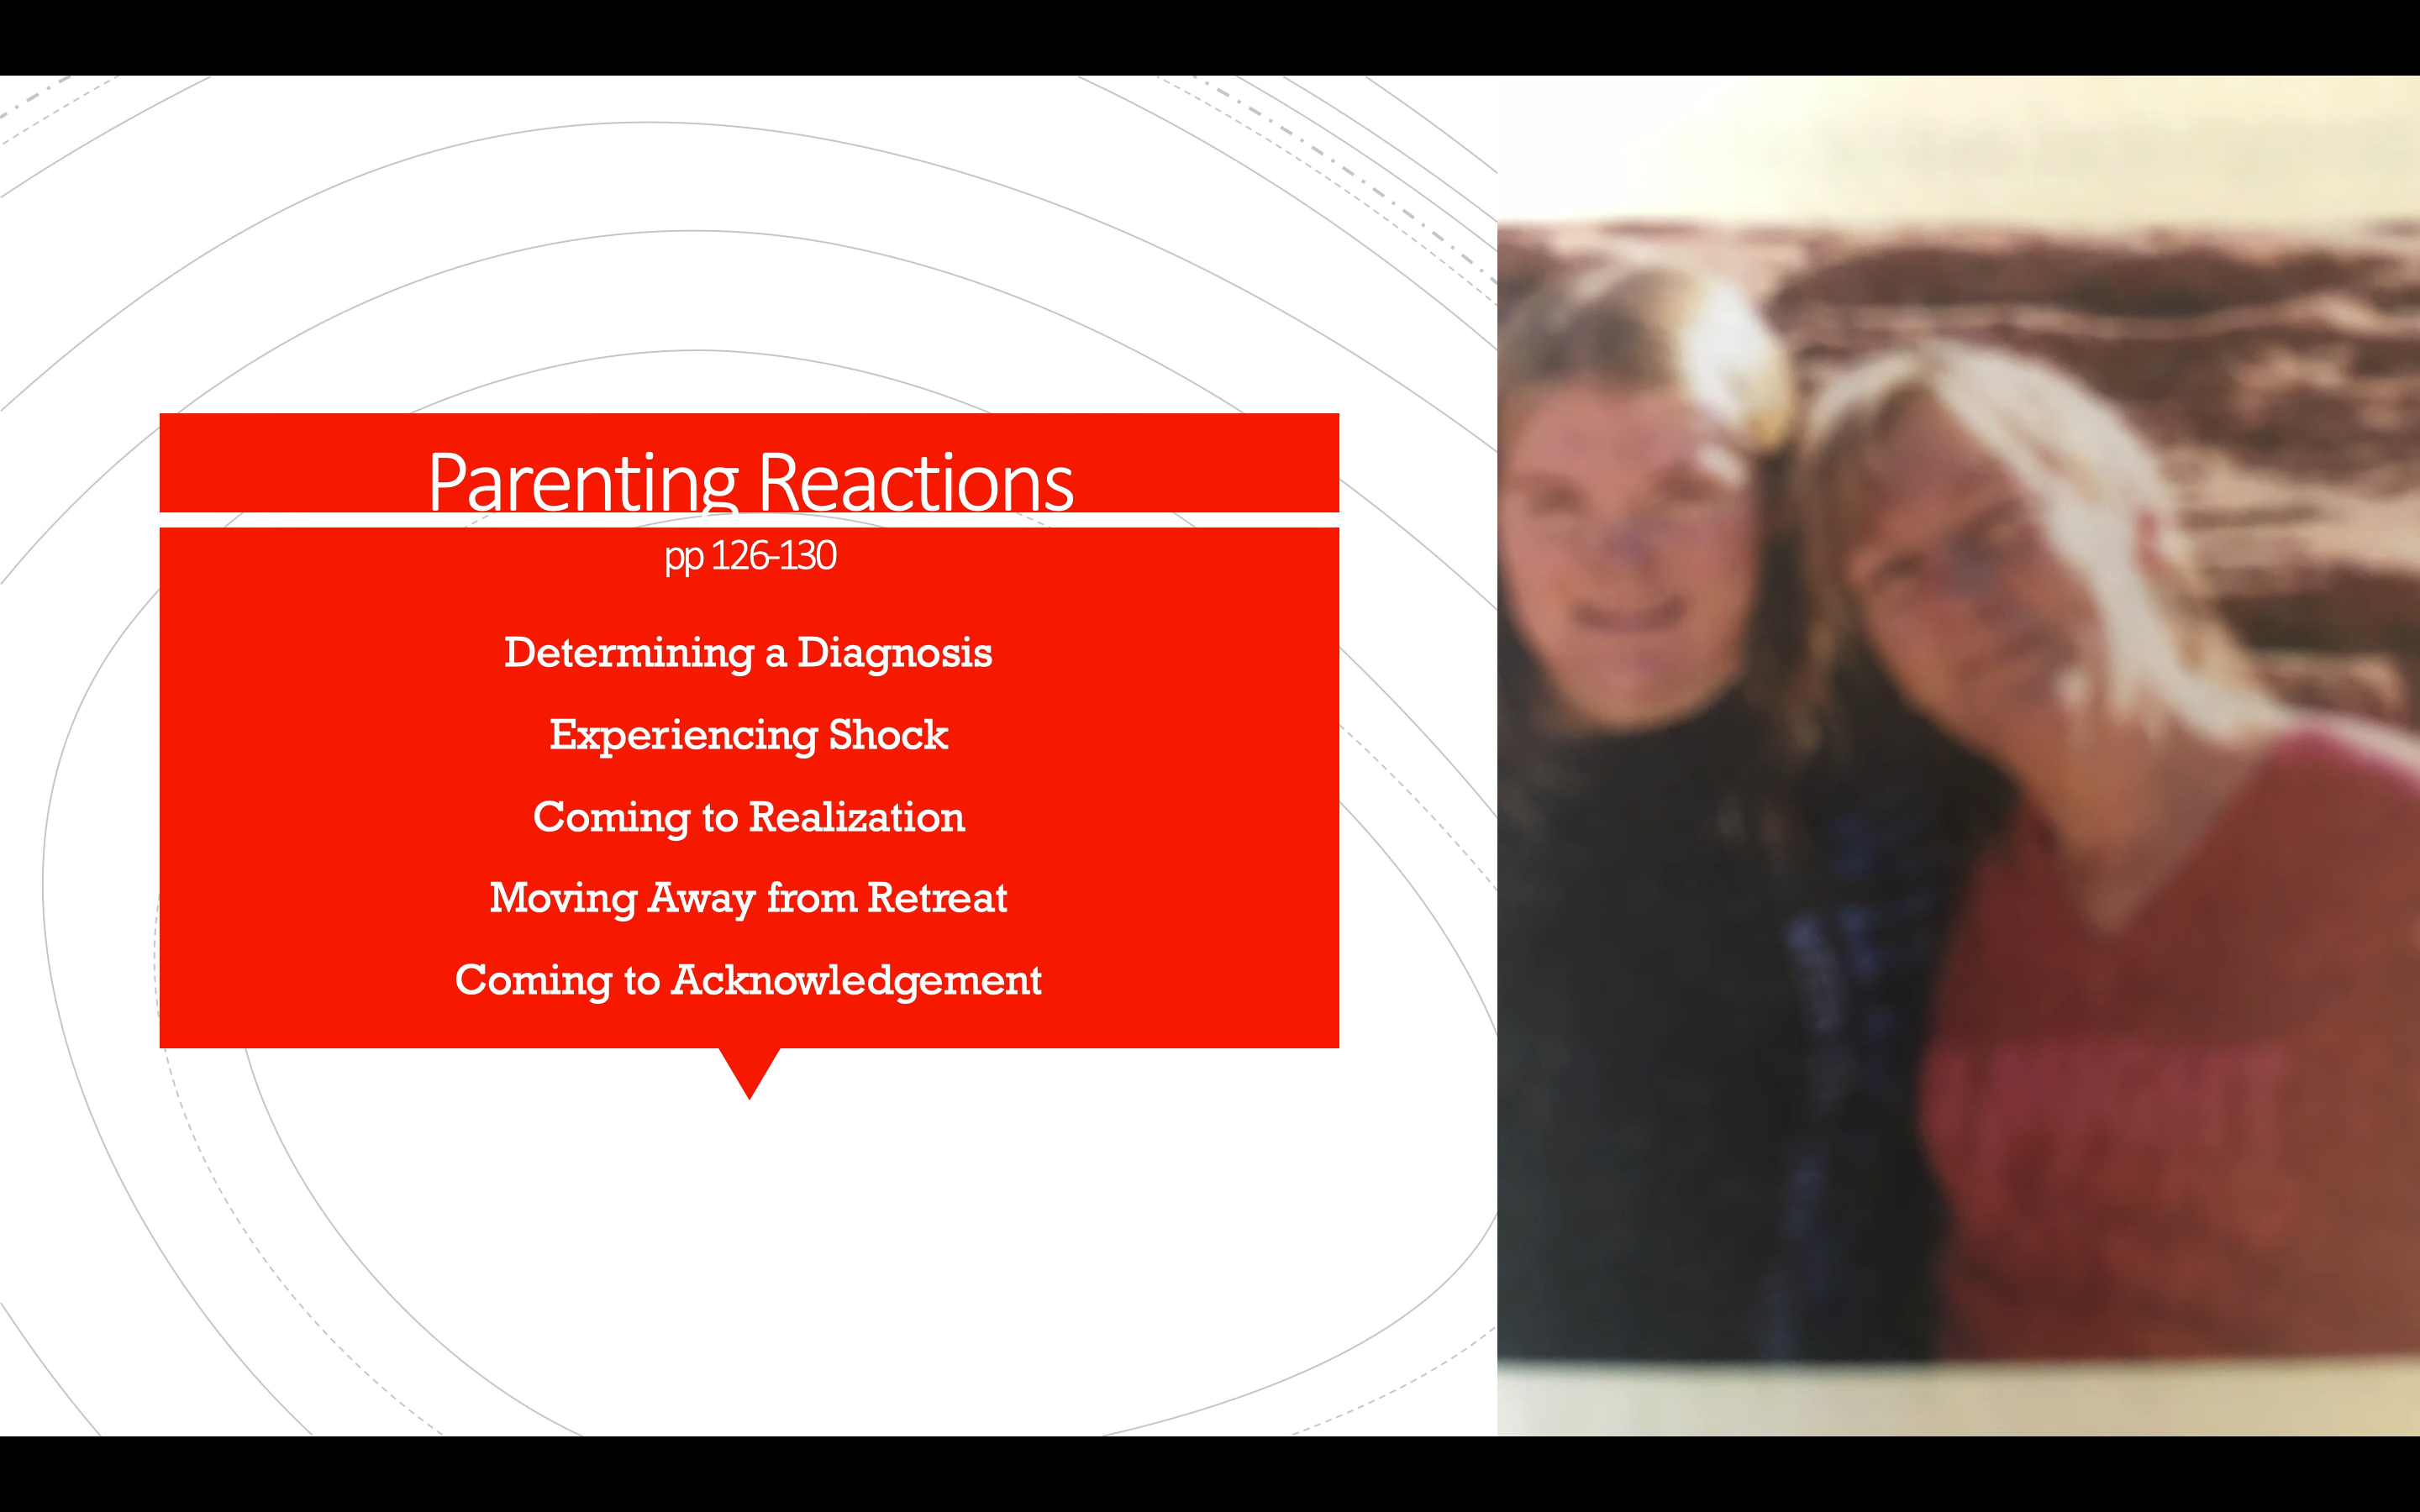 Parenting Reactions
pp 126-130
Determining a Diagnosis
Experiencing Shock
Coming to Realization
Moving Away from Retreat
Coming to Acknowledgement